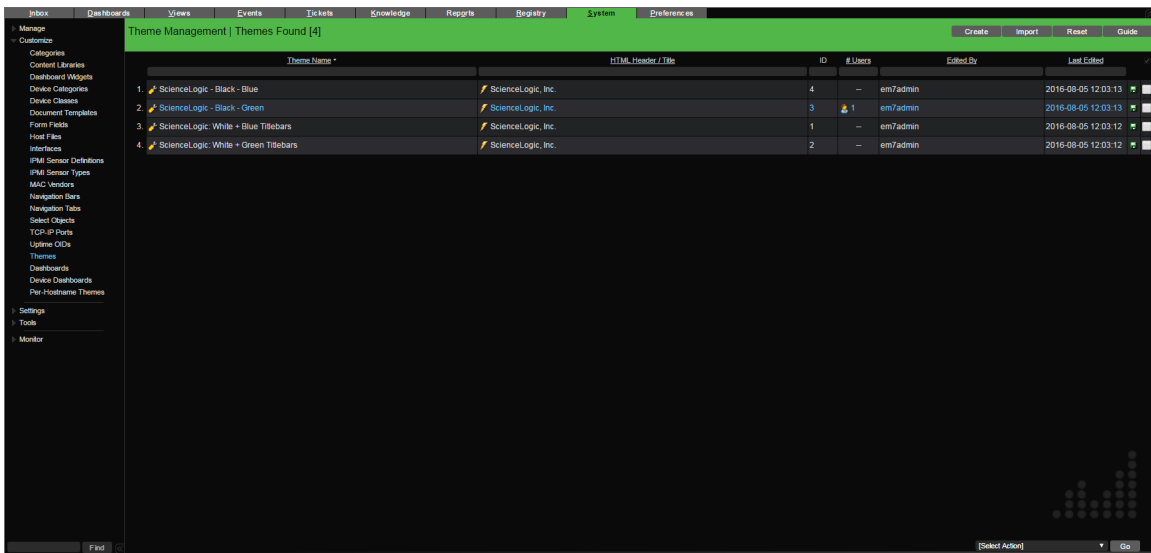 Inbox Dashboards Views Events Tickets Knowledge Reports Registry System Preferences
Manage
Customize
Categories
Content Libraries
Dashboard Widgets
Device Categories
Device Classes
Document Templates
Form Fields
Host Files
Interfaces
IPMI Sensor Definitions
IPMI Sensor Types
MAC Vendors
Navigation Bars
Navigation Tabs
Select Objects
TCP-IP Ports
Uptime OIDs
Themes
Dashboards
Device Dashboards
Per-Hostname Themes
Settings
Tools
Monitor
Find
Theme Management | Themes Found [4]
Create Import Reset Guide
Theme Name • HTML Header / Title ID # Users Edited By Last Edited
1. ScienceLogic - Black - Blue ScienceLogic, Inc. 4 -- em7admin 2016-08-05 12:03:13
2. ScienceLogic - Black - Green ScienceLogic, Inc. 3 1 em7admin 2016-08-05 12:03:13
3. ScienceLogic: White + Blue Titlebars ScienceLogic, Inc. 1 -- em7admin 2016-08-05 12:03:12
4. ScienceLogic: White + Green Titlebars ScienceLogic, Inc. 2 -- em7admin 2016-08-05 12:03:12
[Select Action] Go